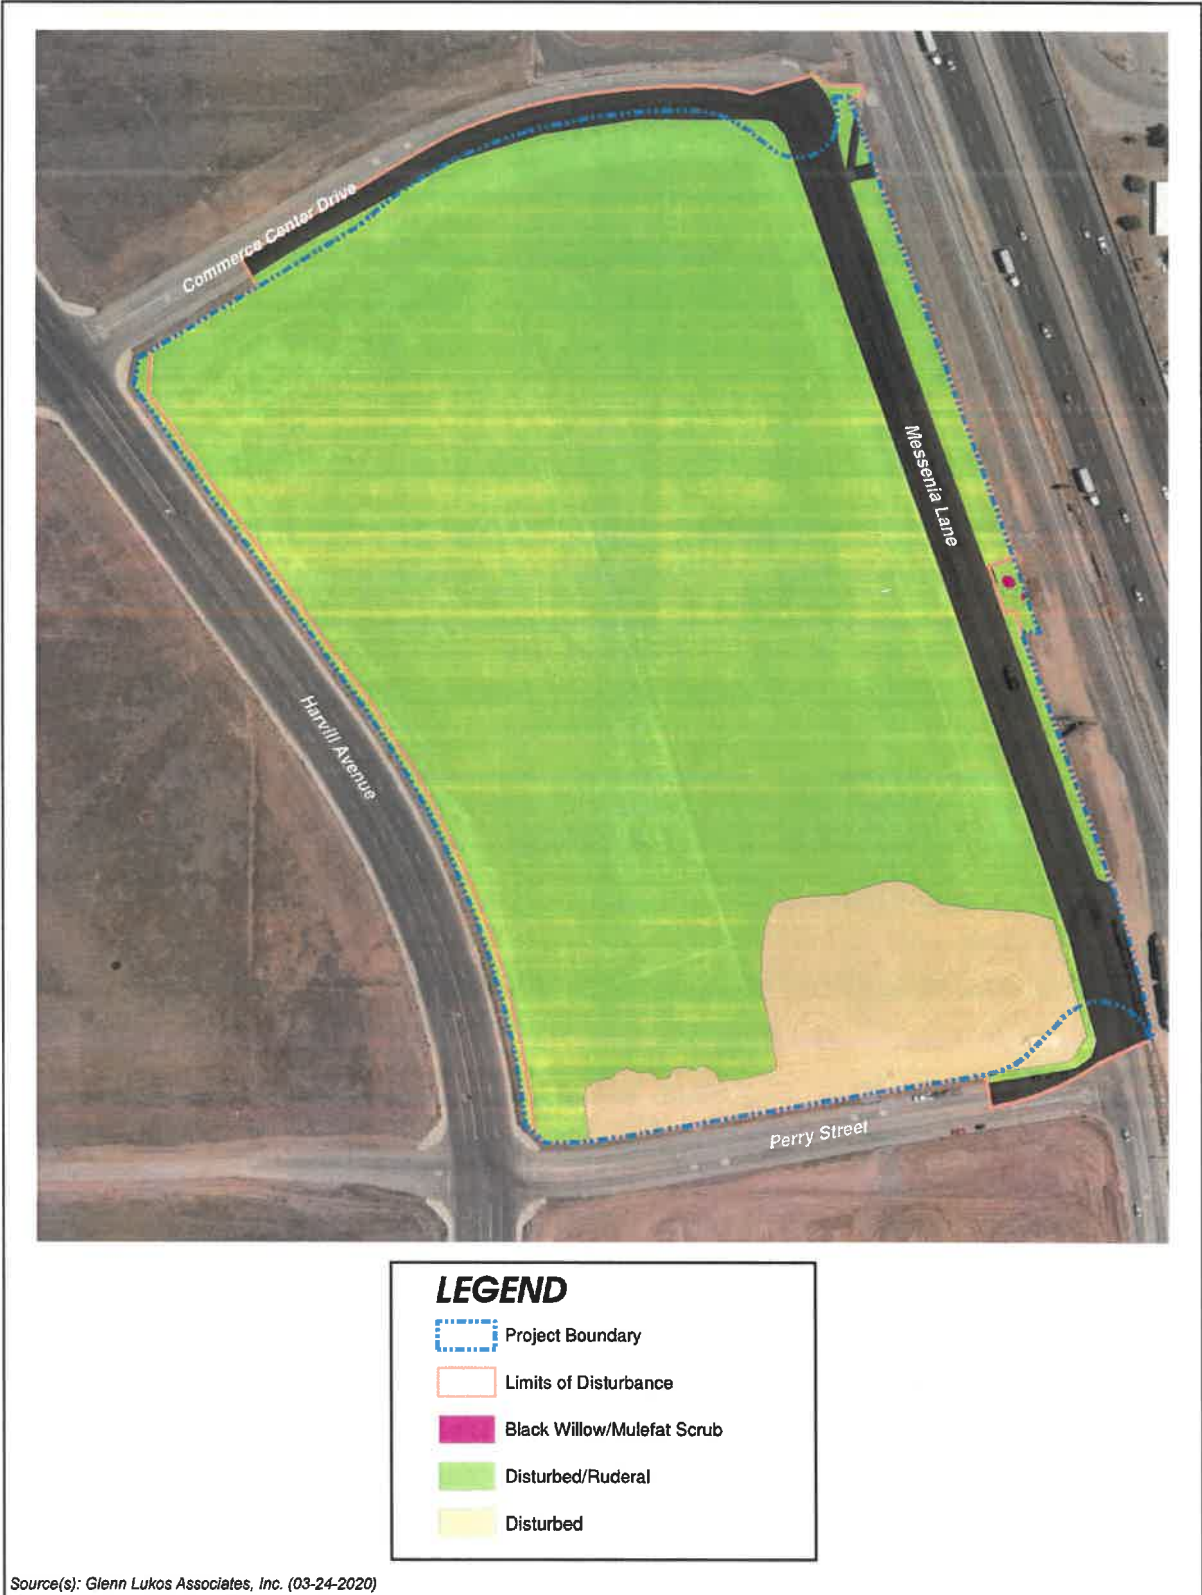 Commerce Center Drive
Messenia Lane
Harvill Avenue
Perry Street
LEGEND
Project Boundary
Limits of Disturbance
Black Willow/Mulefat Scrub
Disturbed/Ruderal
Disturbed
Source(s): Glenn Lukos Associates, Inc. (03-24-2020)